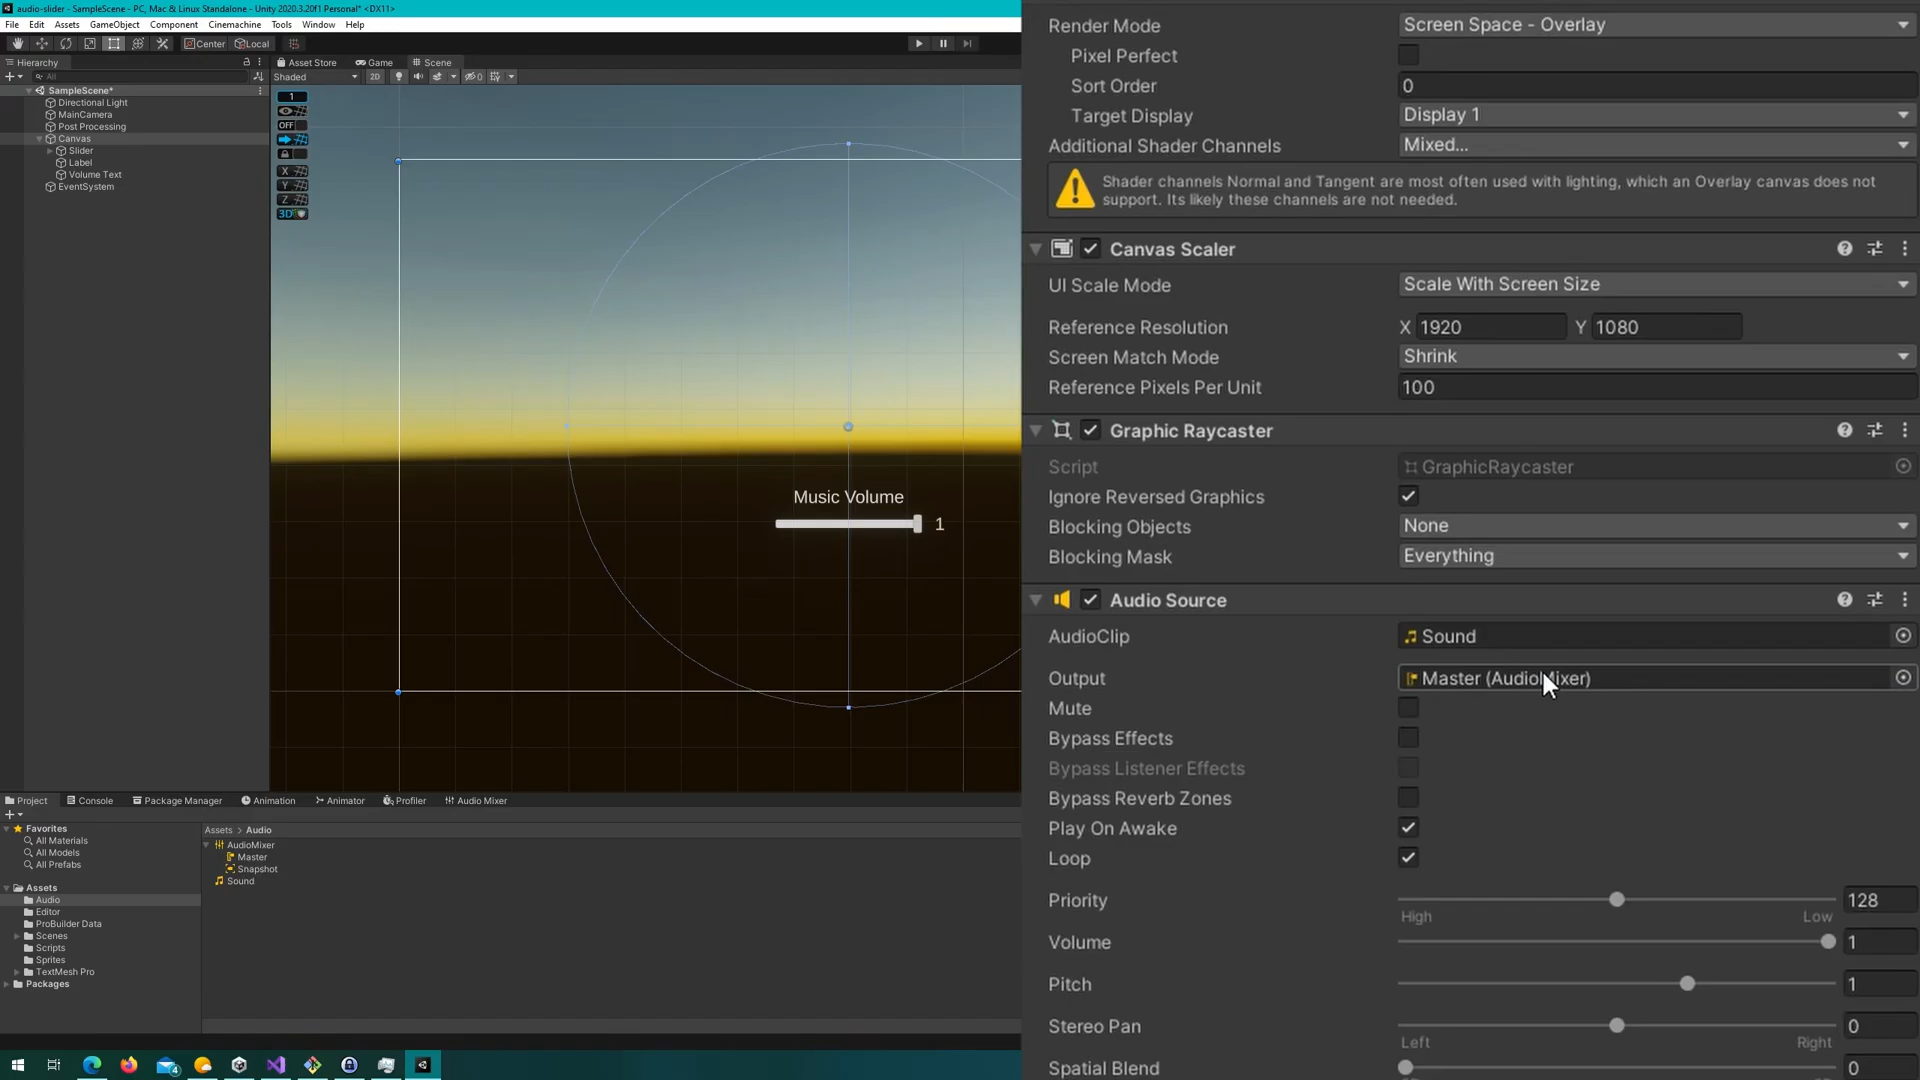 audio-slider - SampleScene - PC, Mac & Linux Standalone - Unity 2020.3.20f1 Personal* <DX11>
File Edit Assets GameObject Component Cinemachine Tools Window Help
Center Local
Hierarchy
All
SampleScene*
Directional Light
MainCamera
Post Processing
Canvas
Slider
Label
Volume Text
EventSystem
Asset Store Game Scene
Shaded 2D 0
1
OFF
X
Y
Z
3D
Music Volume
1
Project Console Package Manager Animation Animator Profiler Audio Mixer
Favorites
All Materials
All Models
All Prefabs
Assets
Audio
Editor
ProBuilder Data
Scenes
Scripts
Sprites
TextMesh Pro
Packages
Assets > Audio
AudioMixer
Master
Snapshot
Sound
4
Render Mode Screen Space - Overlay
Pixel Perfect
Sort Order 0
Target Display Display 1
Additional Shader Channels Mixed...
Shader channels Normal and Tangent are most often used with lighting, which an Overlay canvas does not
support. Its likely these channels are not needed.
Canvas Scaler
UI Scale Mode Scale With Screen Size
Reference Resolution X 1920 Y 1080
Screen Match Mode Shrink
Reference Pixels Per Unit 100
Graphic Raycaster
Script GraphicRaycaster
Ignore Reversed Graphics
Blocking Objects None
Blocking Mask Everything
Audio Source
AudioClip Sound
Output Master (AudioMixer)
Mute
Bypass Effects
Bypass Listener Effects
Bypass Reverb Zones
Play On Awake
Loop
Priority 128
High Low
Volume 1
Pitch 1
Stereo Pan 0
Left Right
Spatial Blend 0